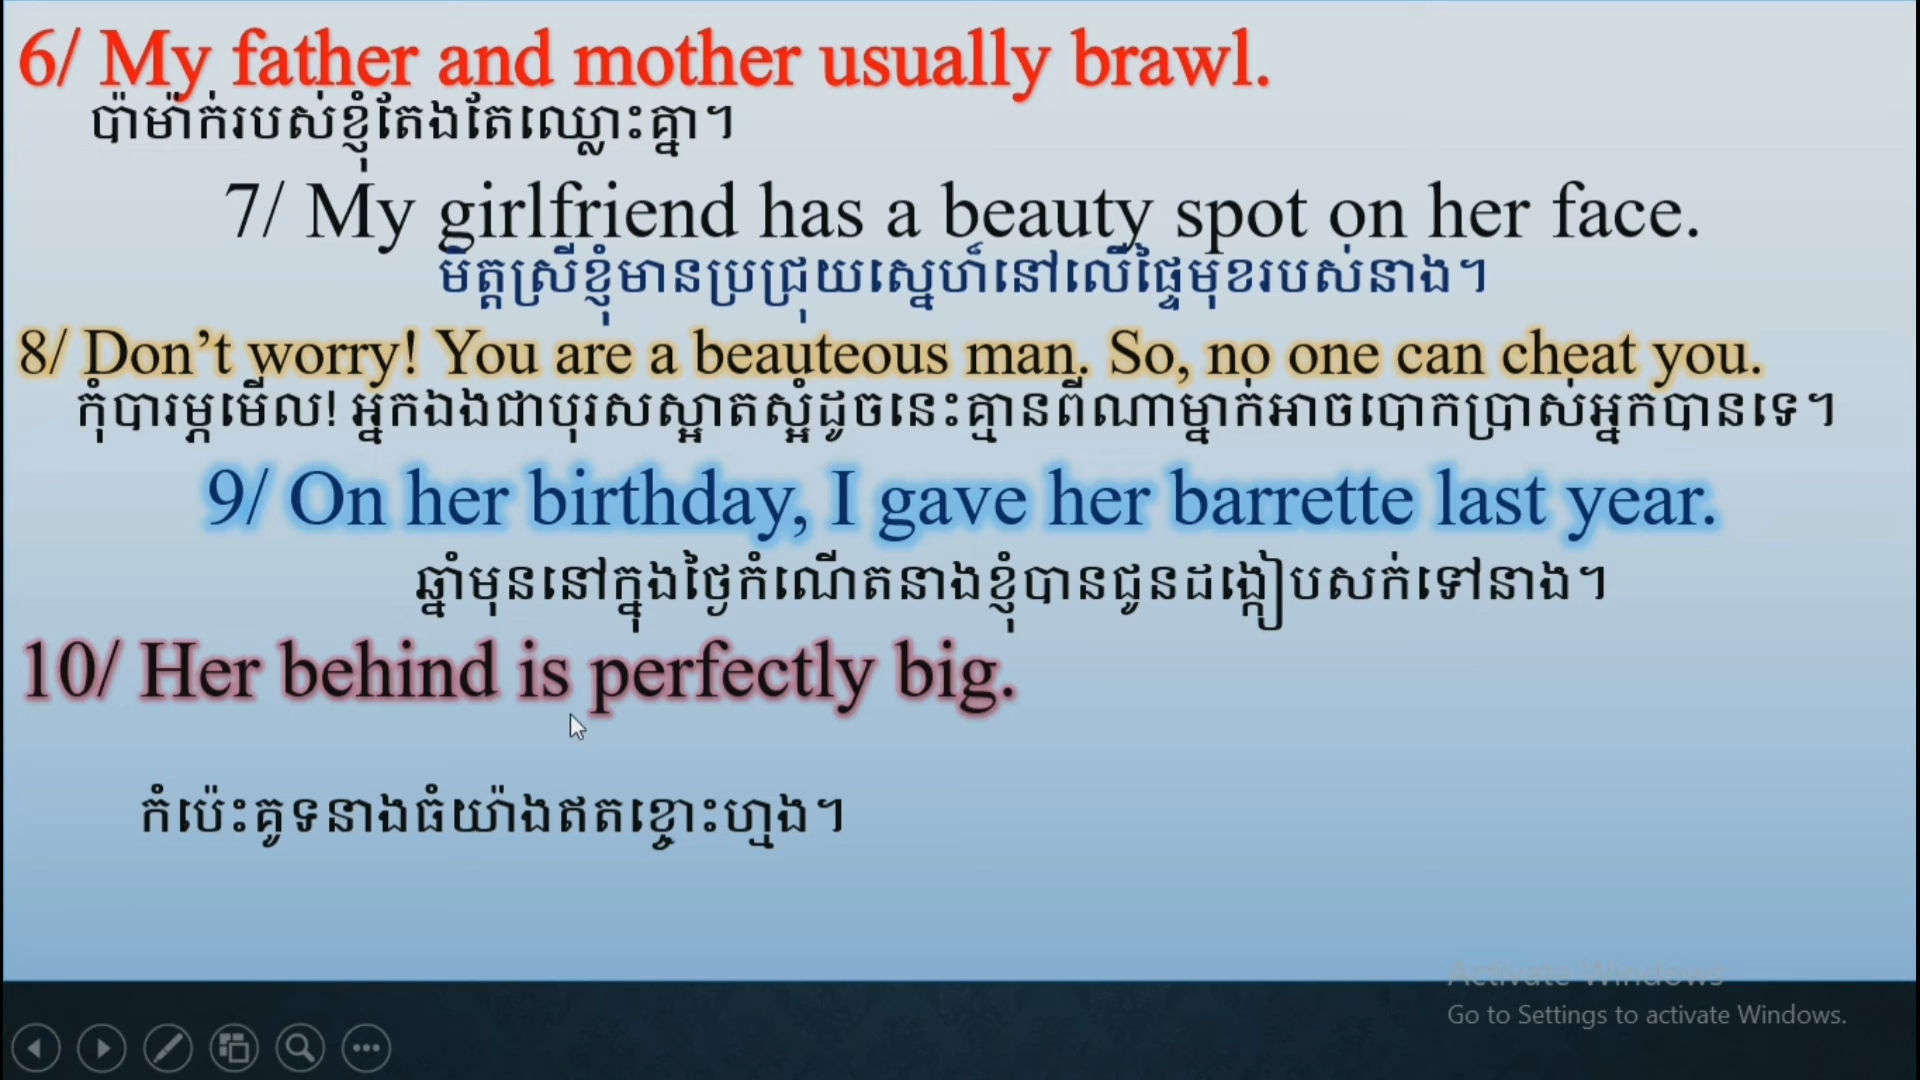 6/ My father and mother usually brawl.
ប៉ាម៉ាក់របស់ខ្ញុំតែងតែឈ្លោះគ្នា។
7/ My girlfriend has a beauty spot on her face.
មិត្តស្រីខ្ញុំមានប្រជ្រុយស្នេហ៍នៅលើផ្ទៃមុខរបស់នាង។
8/ Don’t worry! You are a beauteous man. So, no one can cheat you.
កុំបារម្ភមើល! អ្នកឯងជាបុរសស្អាតស្អំដូចនេះគ្មានពីណាម្នាក់អាចបោកប្រាស់អ្នកបានទេ។
9/ On her birthday, I gave her barrette last year.
ឆ្នាំមុននៅក្នុងថ្ងៃកំណើតនាងខ្ញុំបានជូនដង្កៀបសក់ទៅនាង។
10/ Her behind is perfectly big.
កំប៉េះគូទនាងធំយ៉ាងឥតខ្ចោះហ្មង។
Activate Windows
Go to Settings to activate Windows.